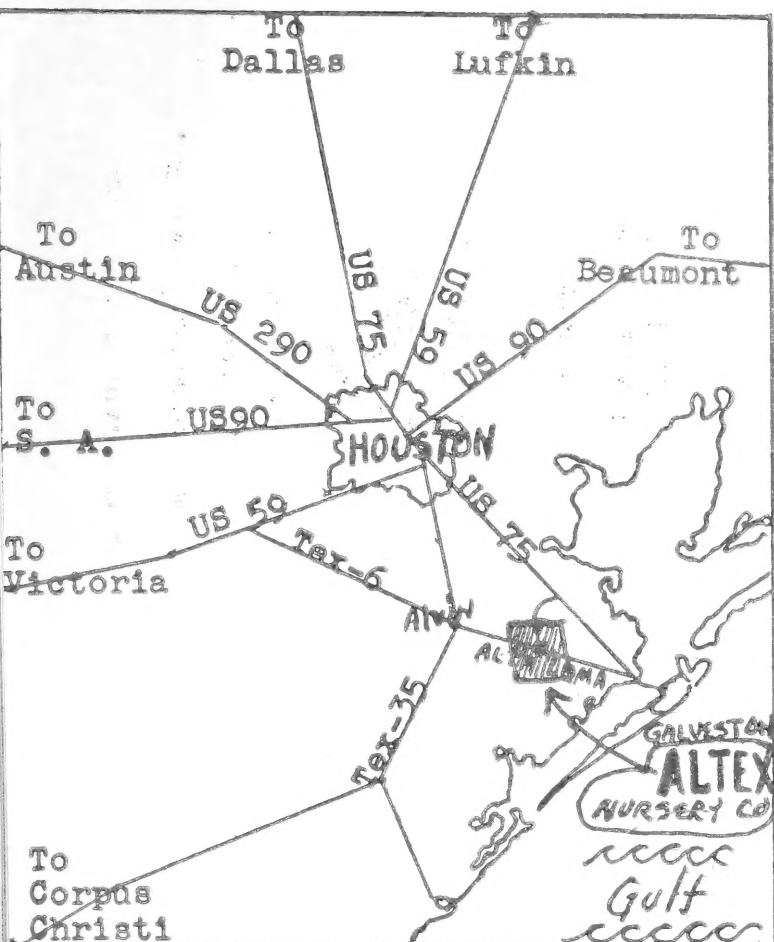 To
Dallas
To
Lufkin
To
Austin
To
Beaumont
US 75
US 59
US 290
US 90
To
S. A.
US90
HOUSTON
US 59
US 75
To
Victoria
Tex-6
Alvin
Tex-35
GALVESTON
ALTEX
NURSERY CO
To
Corpus
Christi
Gulf